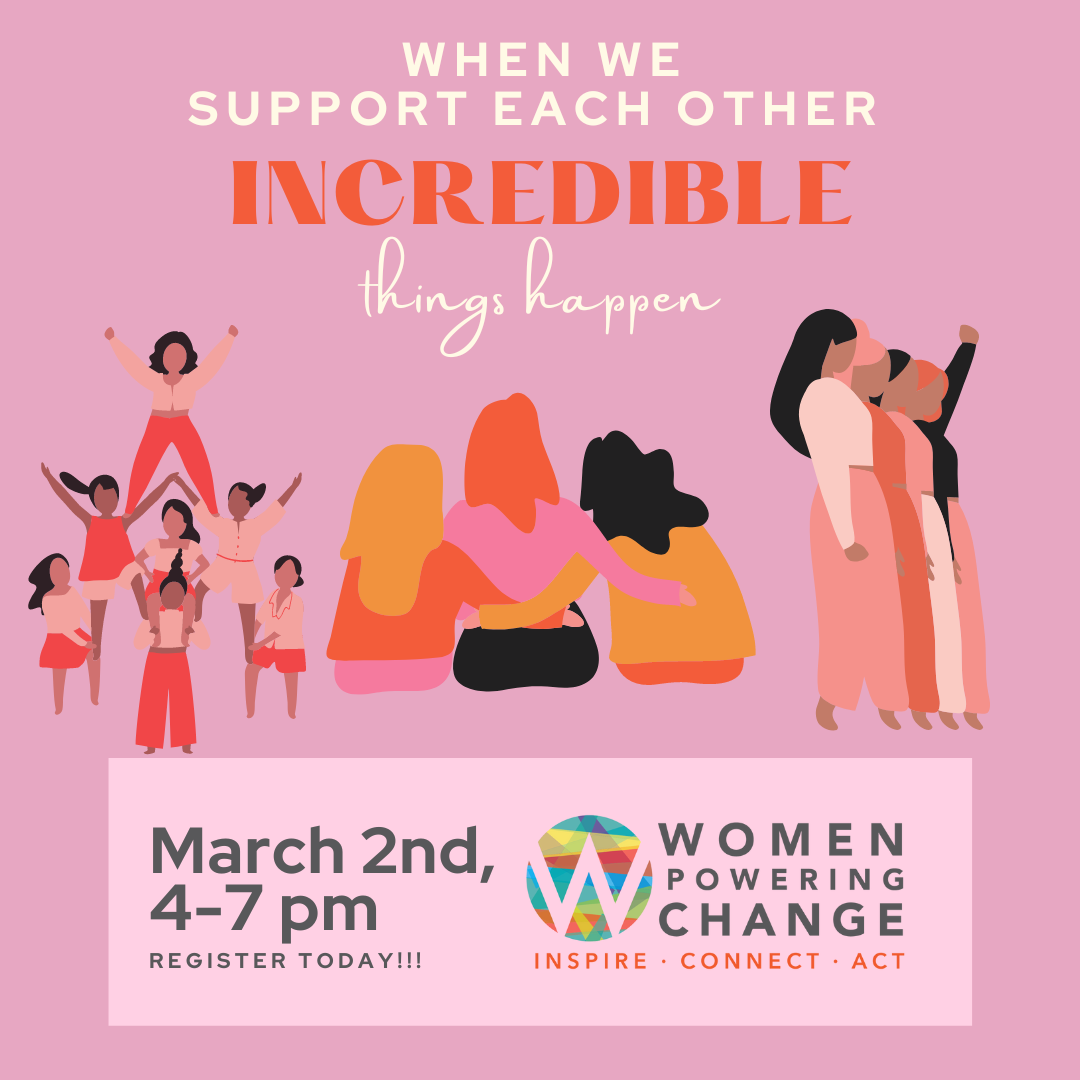 WHEN WE
SUPPORT EACH OTHER
INCREDIBLE
things happen
March 2nd,
4-7 pm
REGISTER TODAY!!!
W
WOMEN
POWERING
CHANGE
INSPIRE · CONNECT · ACT